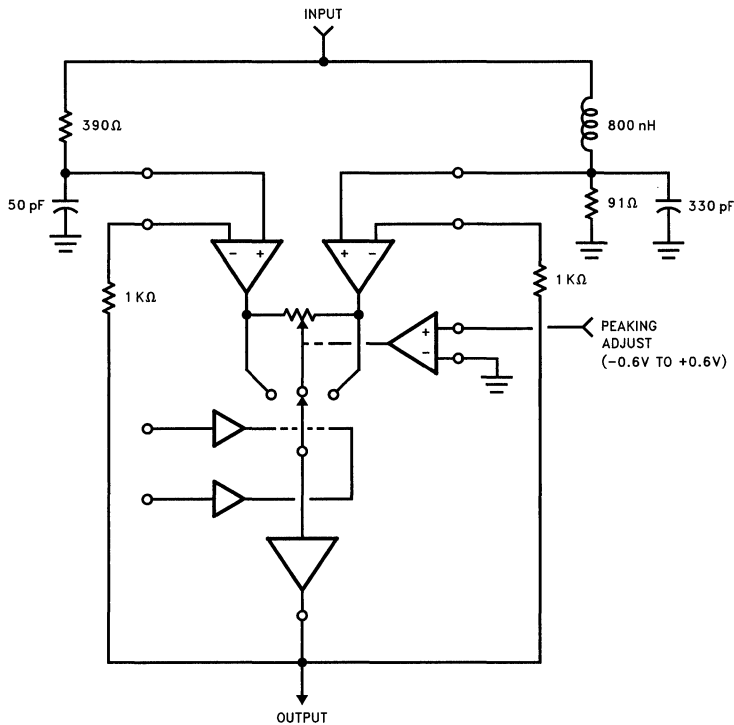 INPUT
390Ω
800 nH
50 pF
91Ω
330 pF
− +
+ −
1 KΩ
1 KΩ
+
−
PEAKING
ADJUST
(−0.6V TO +0.6V)
OUTPUT